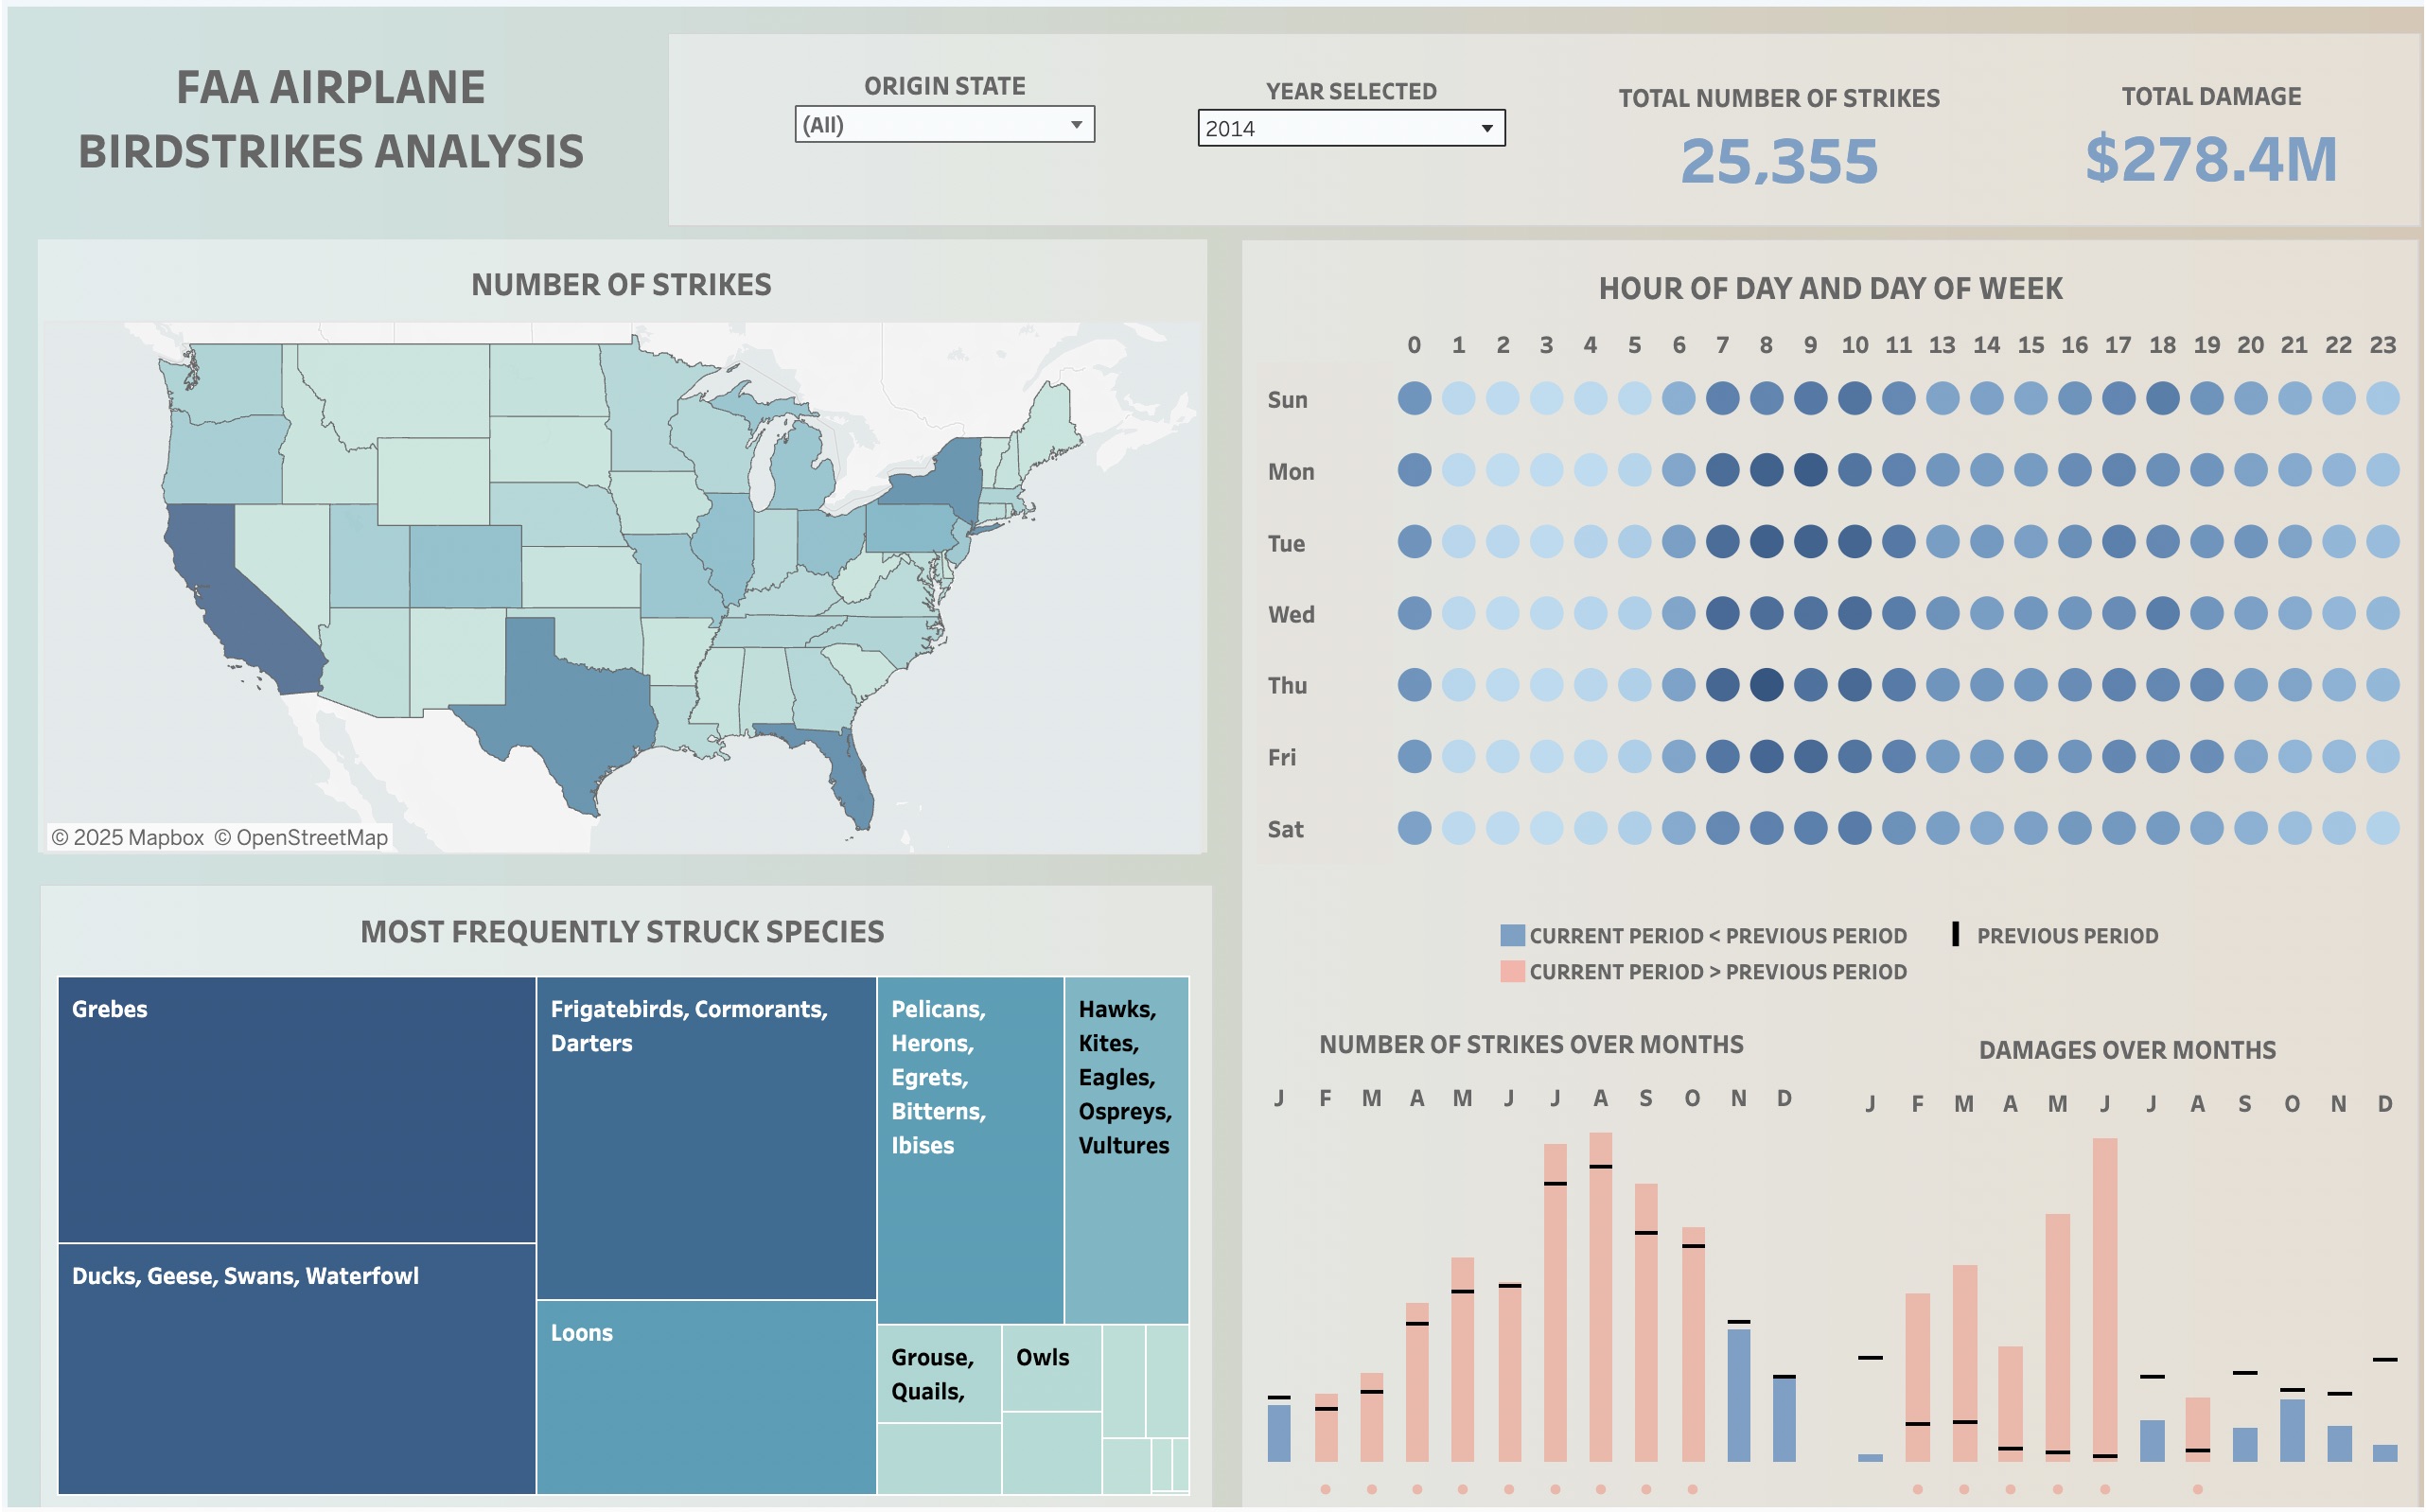 FAA AIRPLANE
BIRDSTRIKES ANALYSIS
ORIGIN STATE
(All)
YEAR SELECTED
2014
TOTAL NUMBER OF STRIKES
25,355
TOTAL DAMAGE
$278.4M
NUMBER OF STRIKES
© 2025 Mapbox © OpenStreetMap
HOUR OF DAY AND DAY OF WEEK
0 1 2 3 4 5 6 7 8 9 10 11 13 14 15 16 17 18 19 20 21 22 23
Sun
Mon
Tue
Wed
Thu
Fri
Sat
MOST FREQUENTLY STRUCK SPECIES
Grebes
Ducks, Geese, Swans, Waterfowl
Frigatebirds, Cormorants,
Darters
Loons
Pelicans,
Herons,
Egrets,
Bitterns,
Ibises
Hawks,
Kites,
Eagles,
Ospreys,
Vultures
Grouse,
Quails,
Owls
CURRENT PERIOD < PREVIOUS PERIOD
PREVIOUS PERIOD
CURRENT PERIOD > PREVIOUS PERIOD
NUMBER OF STRIKES OVER MONTHS
J F M A M J J A S O N D
DAMAGES OVER MONTHS
J F M A M J J A S O N D